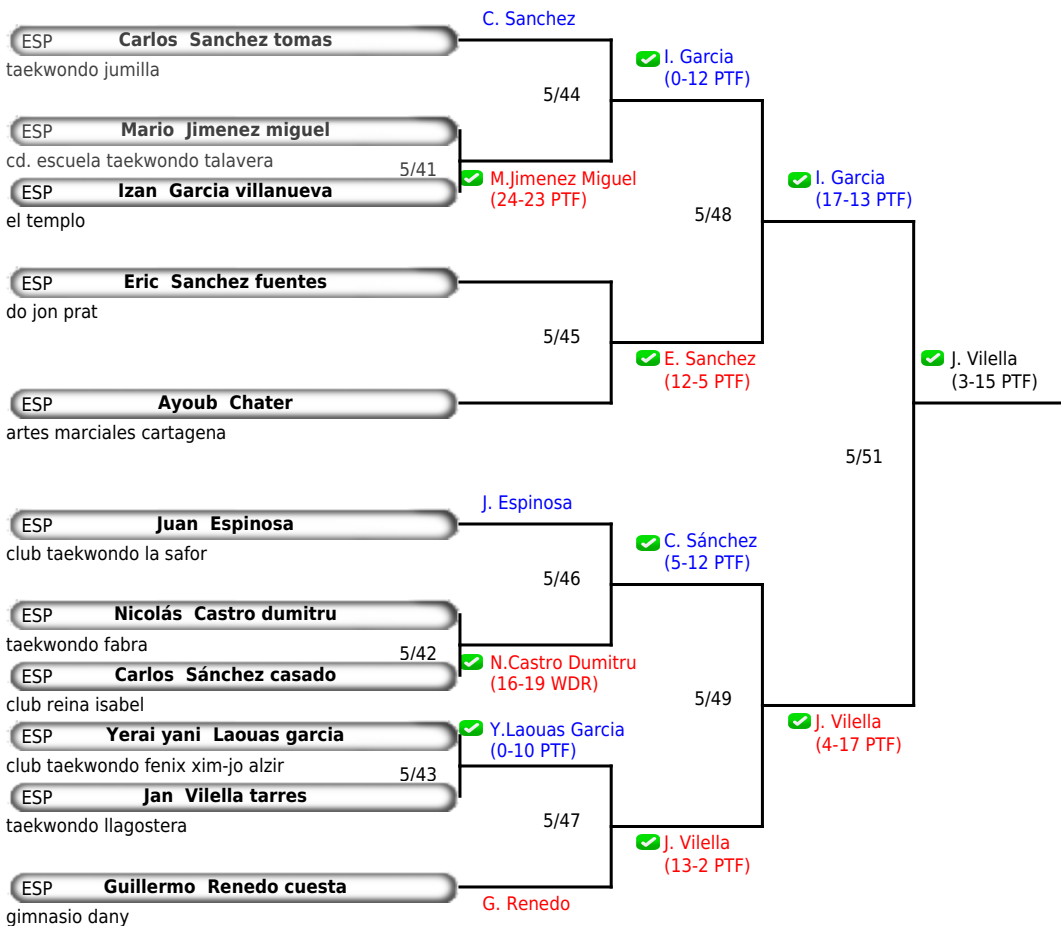 C. Sanchez
ESP Carlos Sanchez tomas
taekwondo jumilla
I. Garcia
(0-12 PTF)
5/44
ESP Mario Jimenez miguel
cd. escuela taekwondo talavera
5/41
M.Jimenez Miguel
(24-23 PTF)
ESP Izan Garcia villanueva
el templo
I. Garcia
(17-13 PTF)
5/48
ESP Eric Sanchez fuentes
do jon prat
5/45
E. Sanchez
(12-5 PTF)
ESP Ayoub Chater
artes marciales cartagena
J. Vilella
(3-15 PTF)
5/51
J. Espinosa
ESP Juan Espinosa
club taekwondo la safor
C. Sánchez
(5-12 PTF)
5/46
ESP Nicolás Castro dumitru
taekwondo fabra
5/42
N.Castro Dumitru
(16-19 WDR)
ESP Carlos Sánchez casado
club reina isabel
5/49
ESP Yerai yani Laouas garcia
club taekwondo fenix xim-jo alzir
Y.Laouas Garcia
(0-10 PTF)
J. Vilella
(4-17 PTF)
5/43
ESP Jan Vilella tarres
taekwondo llagostera
5/47
J. Vilella
(13-2 PTF)
ESP Guillermo Renedo cuesta
gimnasio dany
G. Renedo